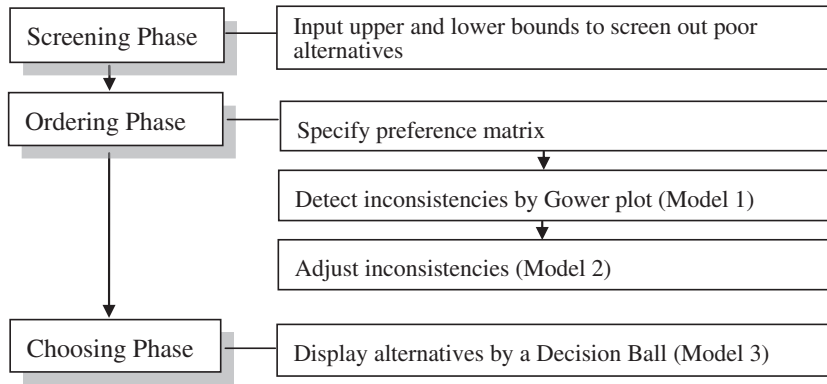 Screening Phase
Input upper and lower bounds to screen out poor
alternatives
Ordering Phase
Specify preference matrix
Detect inconsistencies by Gower plot (Model 1)
Adjust inconsistencies (Model 2)
Choosing Phase
Display alternatives by a Decision Ball (Model 3)